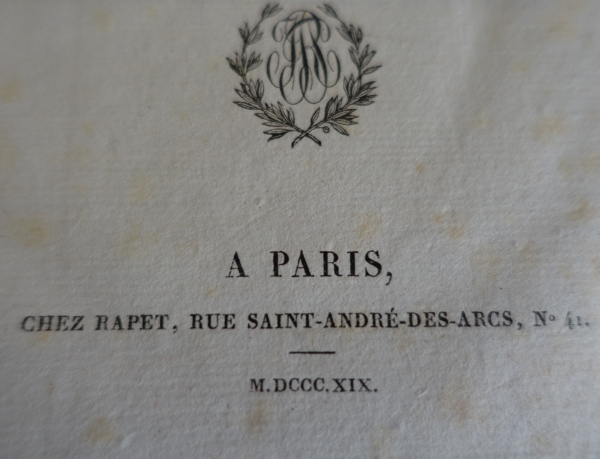 A PARIS,
CHEZ RAPET, RUE SAINT-ANDRÉ-DES-ARCS, Nº 41.
M.DCCC.XIX.